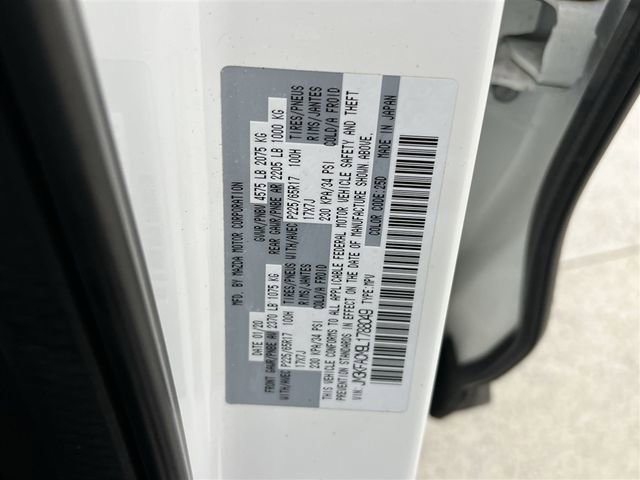 MFD. BY MAZDA MOTOR CORPORATION
DATE 01/20 GVWR/PNBV 4575 LB 2075 KG
FRONT GAWR/PNBE AV 2370 LB 1075 KG REAR GAWR/PNBE AR 2205 LB 1000 KG
WITH/AVEC P225/65R17 100H TIRES/PNEUS WITH/AVEC P225/65R17 100H TIRES/PNEUS
17X7J RIMS/JANTES 17X7J RIMS/JANTES
230 KPA/34 PSI COLD/A FROID 230 KPA/34 PSI COLD/A FROID
THIS VEHICLE CONFORMS TO ALL APPLICABLE FEDERAL MOTOR VEHICLE SAFETY AND THEFT
PREVENTION STANDARDS IN EFFECT ON THE DATE OF MANUFACTURE SHOWN ABOVE.
VIN: TYPE:MPV COLOR CODE:25D MADE IN JAPAN